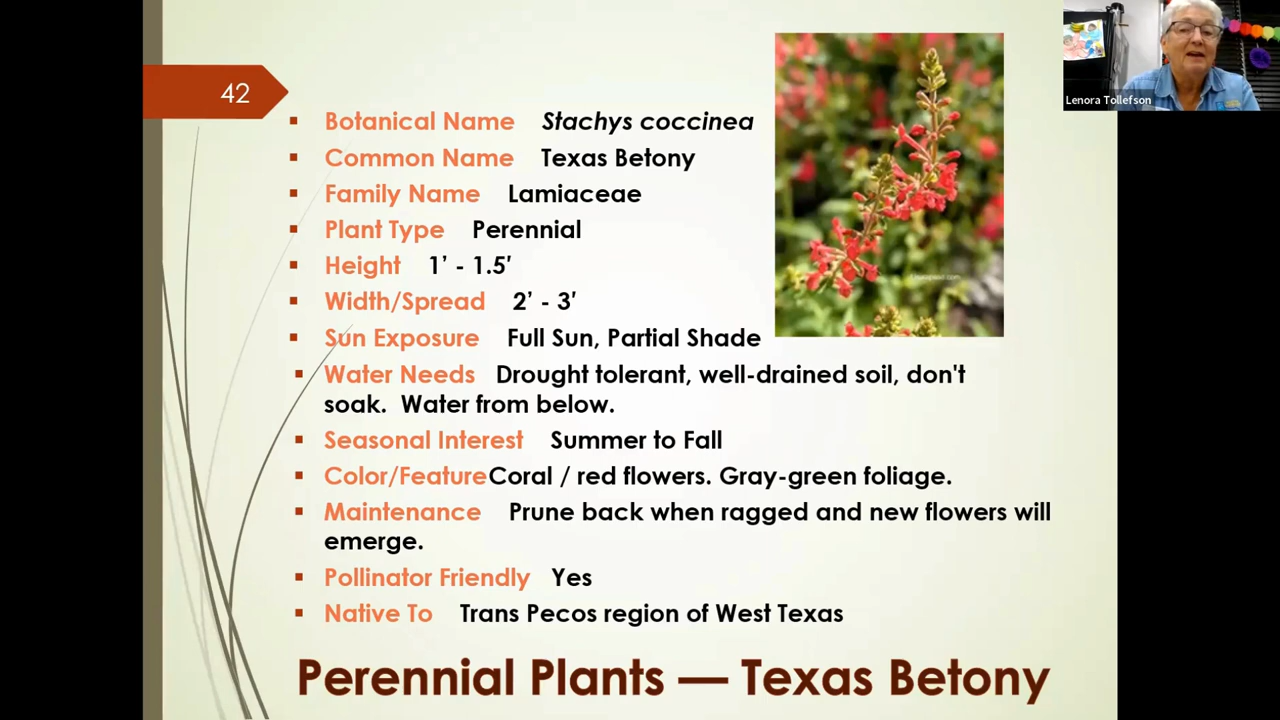 Lenora Tollefson
42
Botanical Name Stachys coccinea
Common Name Texas Betony
Family Name Lamiaceae
Plant Type Perennial
Height 1’ - 1.5′
Width/Spread 2’ - 3′
Sun Exposure Full Sun, Partial Shade
Water Needs Drought tolerant, well-drained soil, don't
soak. Water from below.
Seasonal Interest Summer to Fall
Color/FeatureCoral / red flowers. Gray-green foliage.
Maintenance Prune back when ragged and new flowers will
emerge.
Pollinator Friendly Yes
Native To Trans Pecos region of West Texas
Perennial Plants — Texas Betony